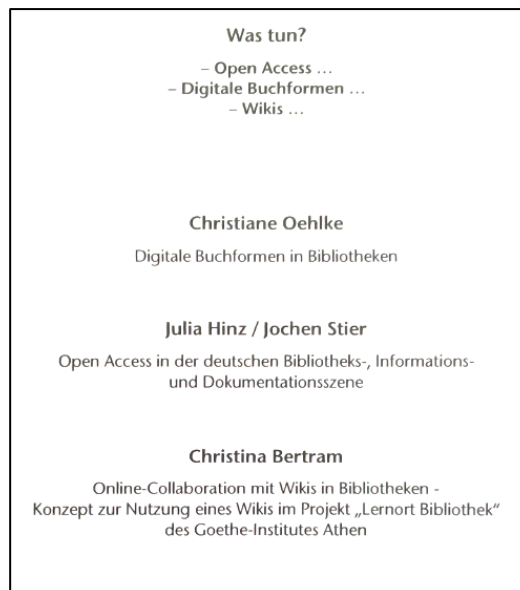 Was tun?
– Open Access …
– Digitale Buchformen …
– Wikis …
Christiane Oehlke
Digitale Buchformen in Bibliotheken
Julia Hinz / Jochen Stier
Open Access in der deutschen Bibliotheks-, Informations-
und Dokumentationsszene
Christina Bertram
Online-Collaboration mit Wikis in Bibliotheken -
Konzept zur Nutzung eines Wikis im Projekt „Lernort Bibliothek“
des Goethe-Institutes Athen